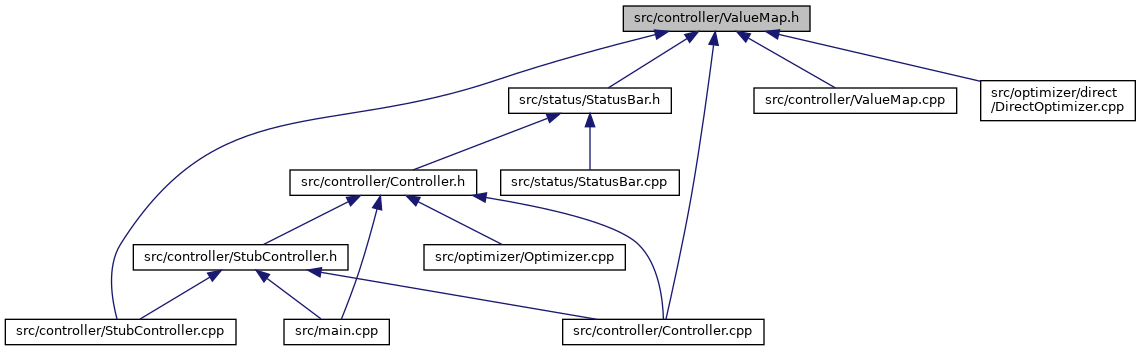 src/controller/ValueMap.h
src/status/StatusBar.h
src/controller/ValueMap.cpp
src/optimizer/direct
/DirectOptimizer.cpp
src/controller/Controller.h
src/status/StatusBar.cpp
src/controller/StubController.h
src/optimizer/Optimizer.cpp
src/controller/StubController.cpp
src/main.cpp
src/controller/Controller.cpp